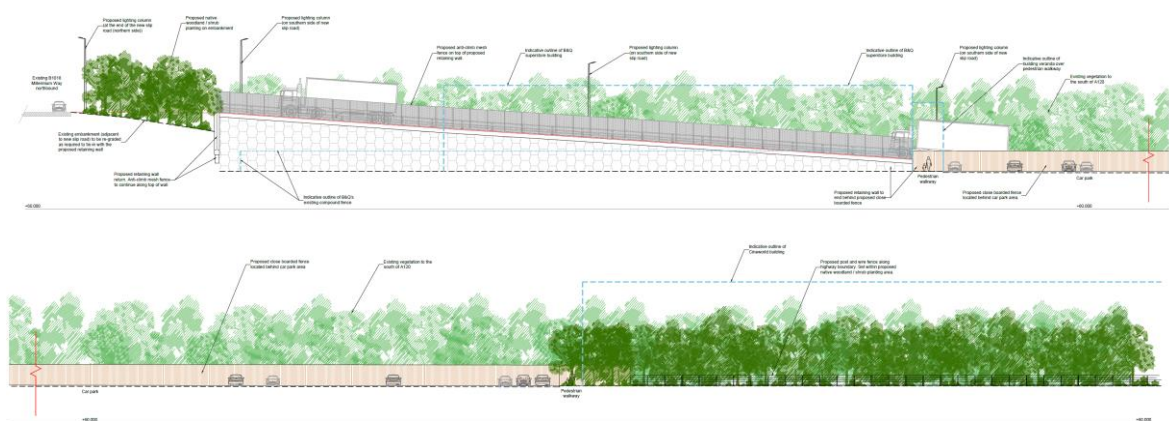 Proposed lighting column
(at the end of the new slip
road (northern side)
Proposed native
woodland / shrub
planting on embankment
Proposed lighting column
(on southern side of new
slip road)
Proposed anti-climb mesh
fence on top of proposed
retaining wall
Indicative outline of B&Q
superstore building
Proposed lighting column
(on southern side of new
slip road)
Indicative outline of B&Q
superstore building
Proposed lighting column
(on southern side of new
slip road)
Indicative outline of
building veranda over
pedestrian walkway
Existing vegetation to
the south of A120
Existing B1018
Millennium Way
northbound
Existing embankment (adjacent
to new slip road) to be re-graded
as required to tie-in with the
proposed retaining wall
Proposed retaining wall
return. Anti-climb mesh fence
to continue along top of wall
Indicative outline of B&Q's
existing compound fence
Proposed retaining wall to
end behind proposed close
boarded fence
Pedestrian
walkway
Proposed close boarded fence
located behind car park area
Car park
+60.000
+60.000
Proposed close boarded fence
located behind car park area
Existing vegetation to the
south of A120
Indicative outline of
Cineworld building
Proposed post and wire fence along
highway boundary. Set within proposed
native woodland / shrub planting area
Car park
Pedestrian
walkway
+60.000
+60.000